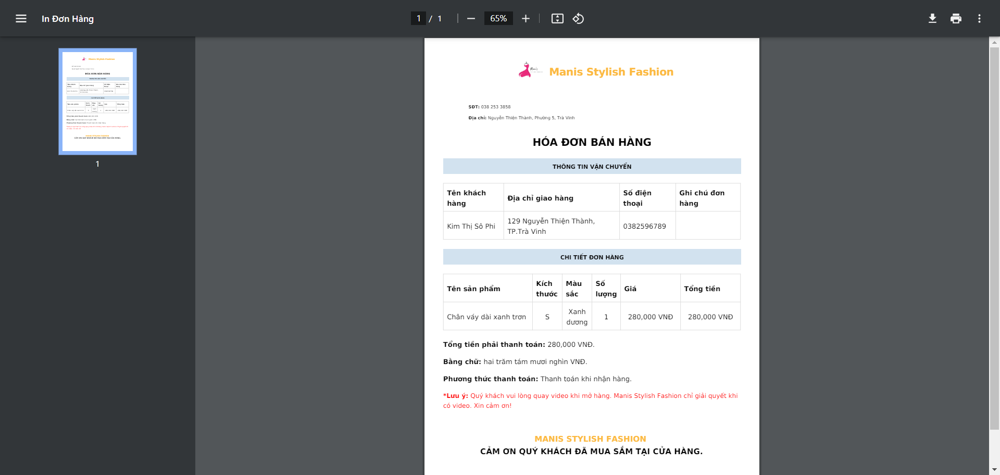 In Đơn Hàng
1 / 1
65%
1
Manis Stylish Fashion
SĐT: 038 253 3858
Địa chỉ: Nguyễn Thiện Thành, Phường 5, Trà Vinh
HÓA ĐƠN BÁN HÀNG
THÔNG TIN VẬN CHUYỂN
Tên khách hàng
Địa chỉ giao hàng
Số điện thoại
Ghi chú đơn hàng
Kim Thị Sô Phi
129 Nguyễn Thiện Thành,
TP.Trà Vinh
0382596789
CHI TIẾT ĐƠN HÀNG
Tên sản phẩm
Kích thước
Màu sắc
Số lượng
Giá
Tổng tiền
Chân váy dài xanh trơn
S
Xanh dương
1
280,000 VNĐ
280,000 VNĐ
Tổng tiền phải thanh toán: 280,000 VNĐ.
Bằng chữ: hai trăm tám mươi nghìn VNĐ.
Phương thức thanh toán: Thanh toán khi nhận hàng.
*Lưu ý: Quý khách vui lòng quay video khi mở hàng. Manis Stylish Fashion chỉ giải quyết khi
có video. Xin cảm ơn!
MANIS STYLISH FASHION
CẢM ƠN QUÝ KHÁCH ĐÃ MUA SẮM TẠI CỬA HÀNG.